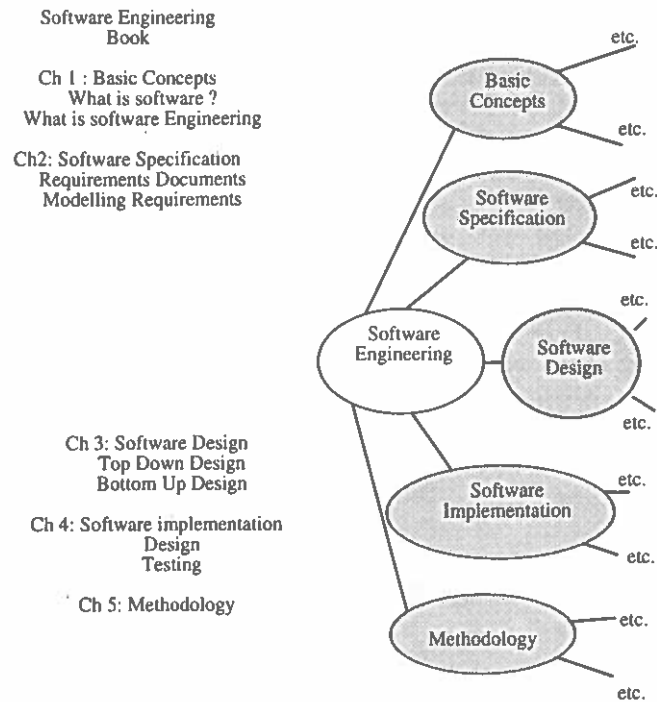 Software Engineering
Book
Ch 1 : Basic Concepts
What is software ?
What is software Engineering
Ch2: Software Specification
Requirements Documents
Modelling Requirements
Ch 3: Software Design
Top Down Design
Bottom Up Design
Ch 4: Software implementation
Design
Testing
Ch 5: Methodology
etc.
Basic
Concepts
etc.
Software
Specification
etc.
etc.
Software
Engineering
etc.
Software
Design
etc.
Software
Implementation
etc.
etc.
Methodology
etc.
etc.